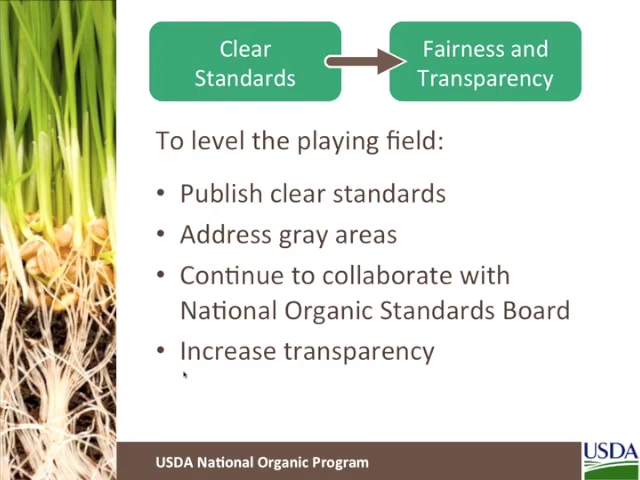 Clear
Standards
Fairness and
Transparency
To level the playing field:
• Publish clear standards
• Address gray areas
• Continue to collaborate with
National Organic Standards Board
• Increase transparency
USDA National Organic Program
USDA